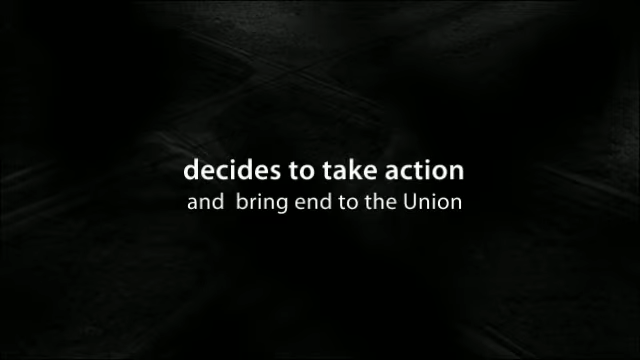 decides to take action
and  bring end to the Union